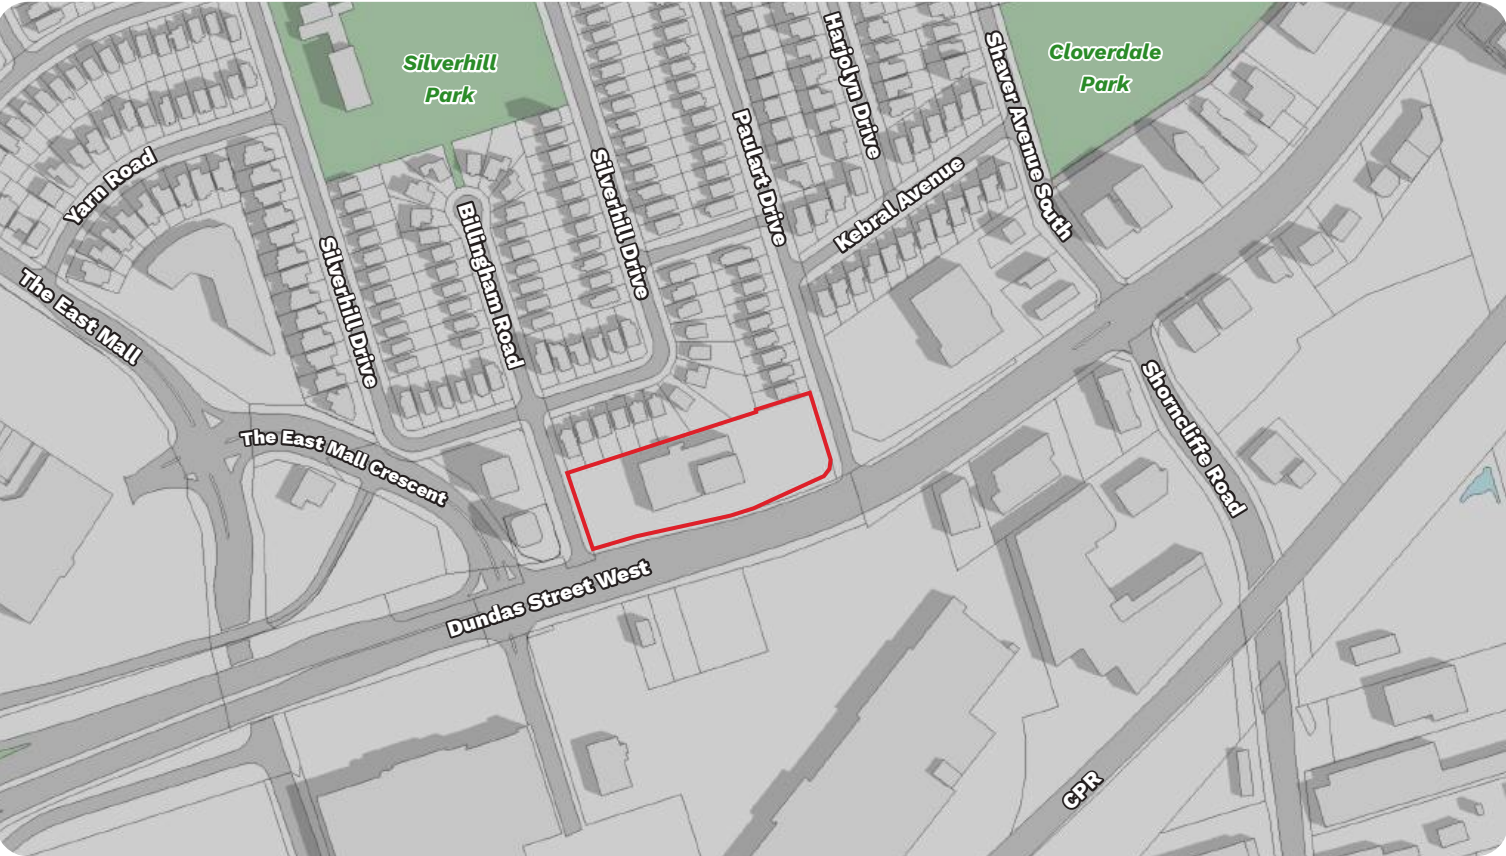 Silverhill
Park
Cloverdale
Park
Harjolyn Drive
Shaver Avenue South
Paulart Drive
Yarn Road
Silverhill Drive
Kebral Avenue
Billingham Road
Silverhill Drive
The East Mall
The East Mall Crescent
Shorncliffe Road
Dundas Street West
CPR